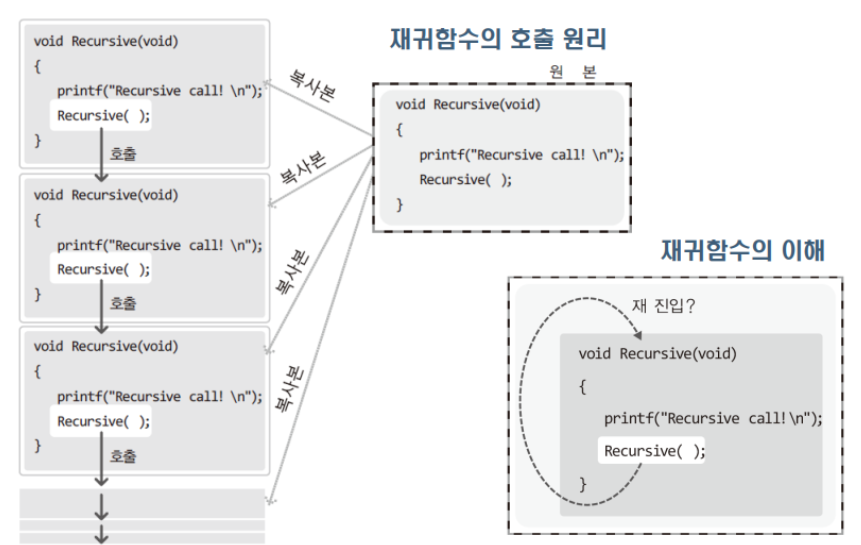 재귀함수의 호출 원리
void Recursive(void)
{
printf("Recursive call! \n");
Recursive( );
}
호출
void Recursive(void)
{
printf("Recursive call! \n");
Recursive( );
}
호출
void Recursive(void)
{
printf("Recursive call! \n");
Recursive( );
}
호출
복사본
복사본
복사본
복사본
원 본
void Recursive(void)
{
printf("Recursive call! \n");
Recursive( );
}
재귀함수의 이해
재 진입?
void Recursive(void)
{
printf("Recursive call!\n");
Recursive( );
}